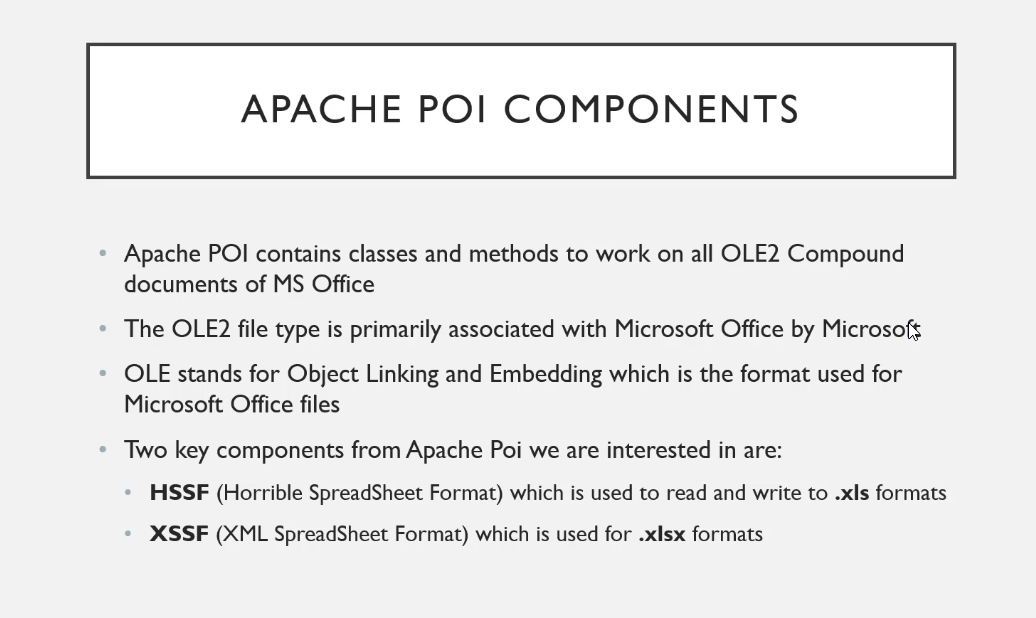 APACHE POI COMPONENTS
• Apache POI contains classes and methods to work on all OLE2 Compound
documents of MS Office
• The OLE2 file type is primarily associated with Microsoft Office by Microsoft
• OLE stands for Object Linking and Embedding which is the format used for
Microsoft Office files
• Two key components from Apache Poi we are interested in are:
• HSSF (Horrible SpreadSheet Format) which is used to read and write to .xls formats
• XSSF (XML SpreadSheet Format) which is used for .xlsx formats